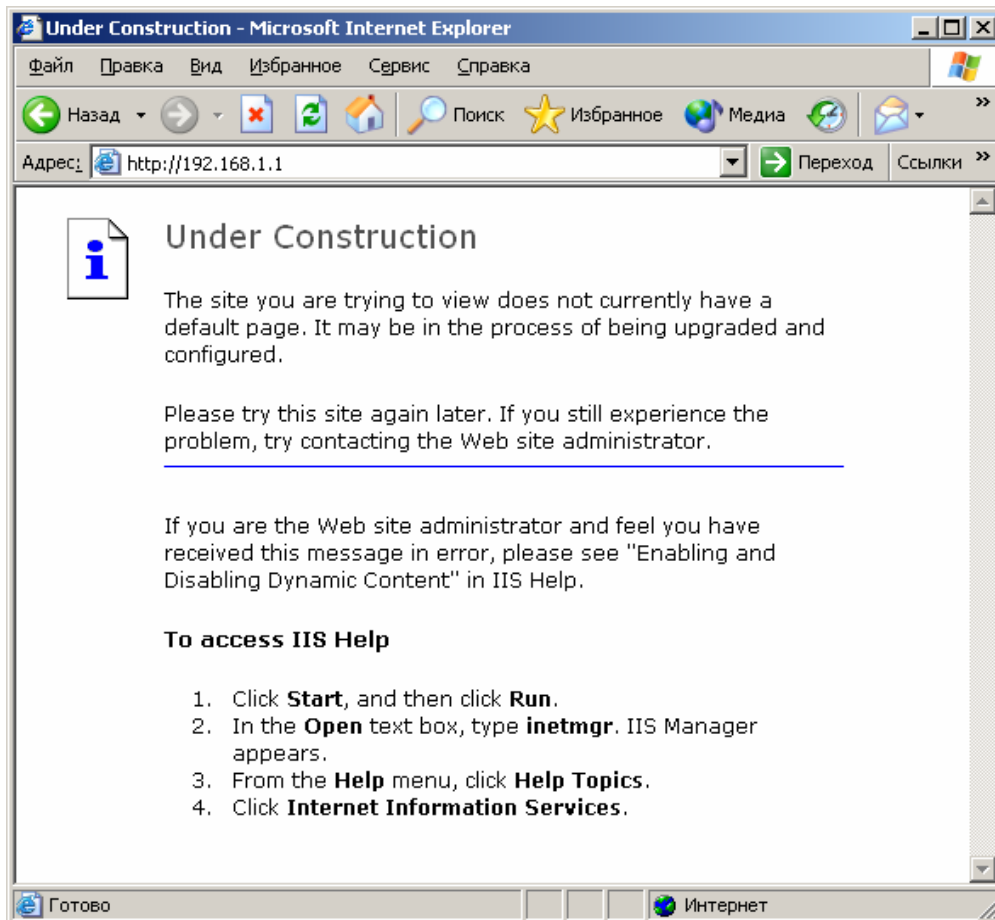 Under Construction - Microsoft Internet Explorer
Файл Правка Вид Избранное Сервис Справка
Назад Поиск Избранное Медиа »
Адрес: http://192.168.1.1 Переход Ссылки »
Under Construction
The site you are trying to view does not currently have a
default page. It may be in the process of being upgraded and
configured.
Please try this site again later. If you still experience the
problem, try contacting the Web site administrator.
If you are the Web site administrator and feel you have
received this message in error, please see "Enabling and
Disabling Dynamic Content" in IIS Help.
To access IIS Help
1. Click Start, and then click Run.
2. In the Open text box, type inetmgr. IIS Manager
appears.
3. From the Help menu, click Help Topics.
4. Click Internet Information Services.
Готово Интернет